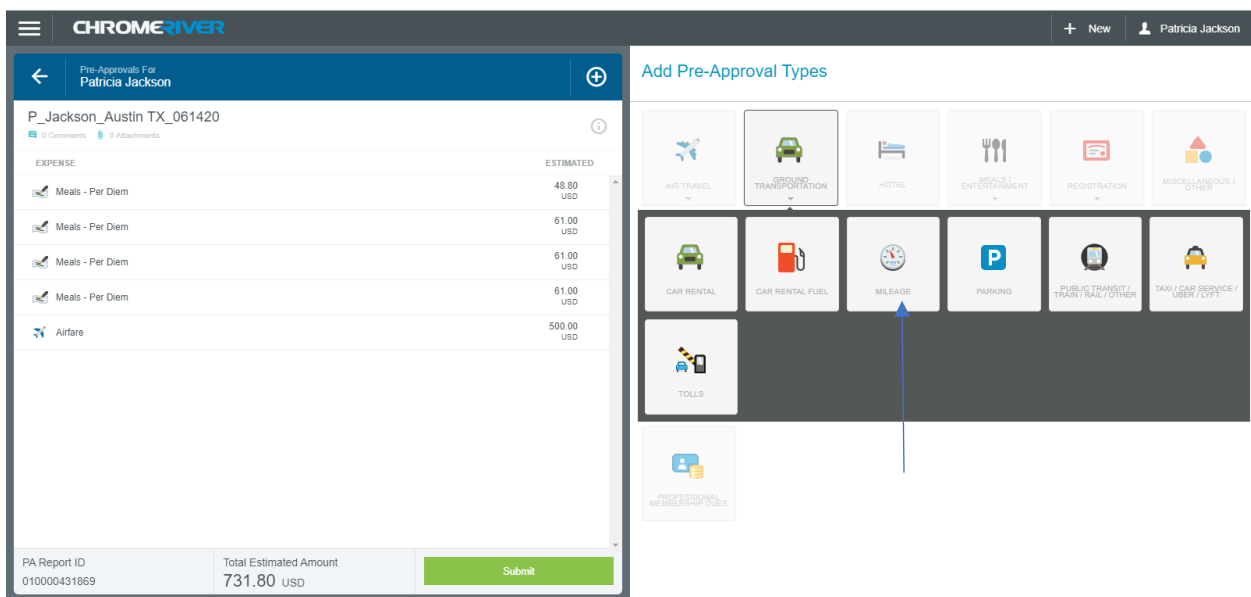 CHROMERIVER
+ New
Patricia Jackson
Pre-Approvals For
Patricia Jackson
P_Jackson_Austin TX_061420
0 Comments 0 Attachments
EXPENSE ESTIMATED
Meals - Per Diem 48.80
USD
Meals - Per Diem 61.00
USD
Meals - Per Diem 61.00
USD
Meals - Per Diem 61.00
USD
Airfare 500.00
USD
PA Report ID
010000431869
Total Estimated Amount
731.80 USD
Submit
Add Pre-Approval Types
AIR TRAVEL
GROUND
TRANSPORTATION
HOTEL
MEALS /
ENTERTAINMENT
REGISTRATION
MISCELLANEOUS /
OTHER
CAR RENTAL
CAR RENTAL FUEL
MILEAGE
P
PARKING
PUBLIC TRANSIT /
TRAIN / RAIL / OTHER
TAXI / CAR SERVICE /
UBER / LYFT
TOLLS
PROFESSIONAL
MEMBERSHIP DUES